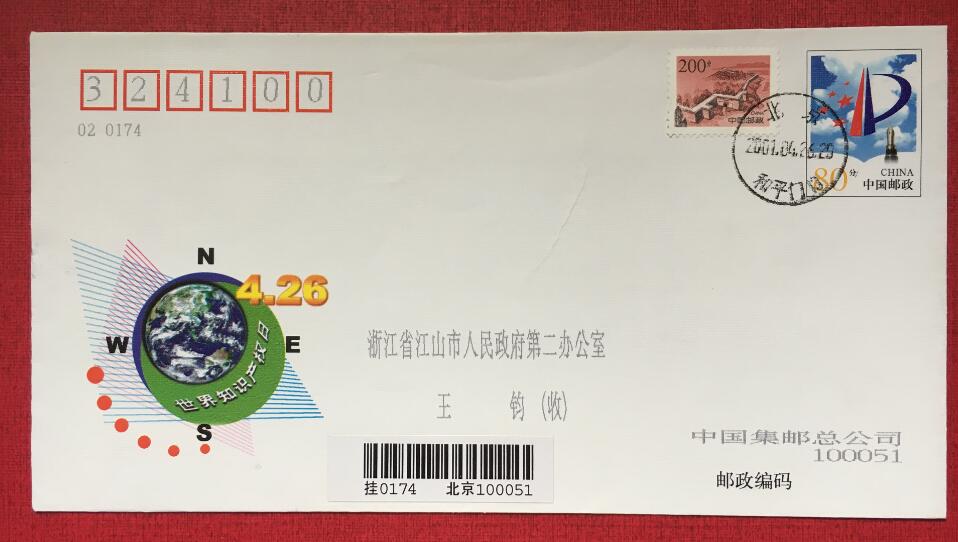 324100
02 0174
200分
中国邮政
北京
2001.04.26.20
和平门
80分
CHINA
中国邮政
N
4.26
W
E
S
世界知识产权日
浙江省江山市人民政府第二办公室
王 钧（收）
中国集邮总公司
100051
挂0174 北京100051
邮政编码